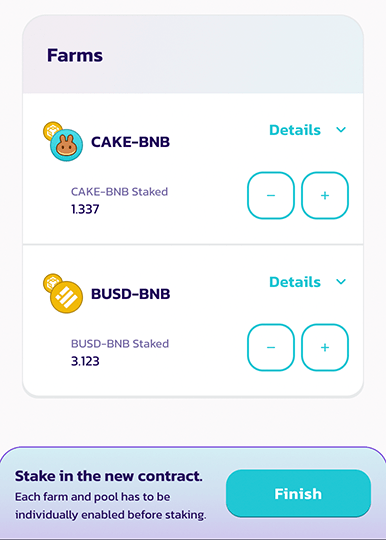 Farms
CAKE-BNB
Details
CAKE-BNB Staked
1.337
BUSD-BNB
Details
BUSD-BNB Staked
3.123
Stake in the new contract.
Each farm and pool has to be
individually enabled before staking.
Finish